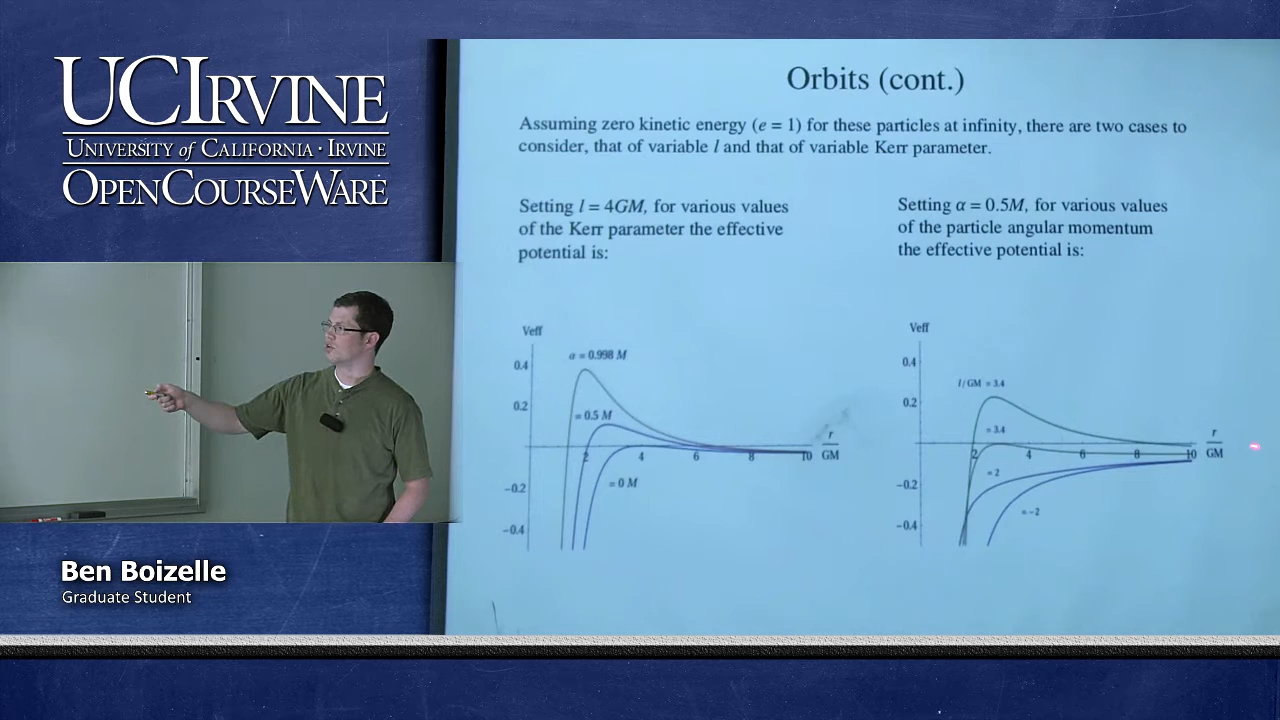 UCIRVINE
UNIVERSITY of CALIFORNIA · IRVINE
OPENCOURSEWARE
Ben Boizelle
Graduate Student
Orbits (cont.)
Assuming zero kinetic energy (e = 1) for these particles at infinity, there are two cases to
consider, that of variable l and that of variable Kerr parameter.
Setting l = 4GM, for various values
of the Kerr parameter the effective
potential is:
Veff
0.4
0.2
-0.2
-0.4
a = 0.998 M
= 0.5 M
= 0 M
2 4 6 8 10
r
GM
Setting α = 0.5M, for various values
of the particle angular momentum
the effective potential is:
Veff
0.4
0.2
-0.2
-0.4
l/GM = 3.4
= 3.4
= 2
= -2
2 4 6 8 10
r
GM